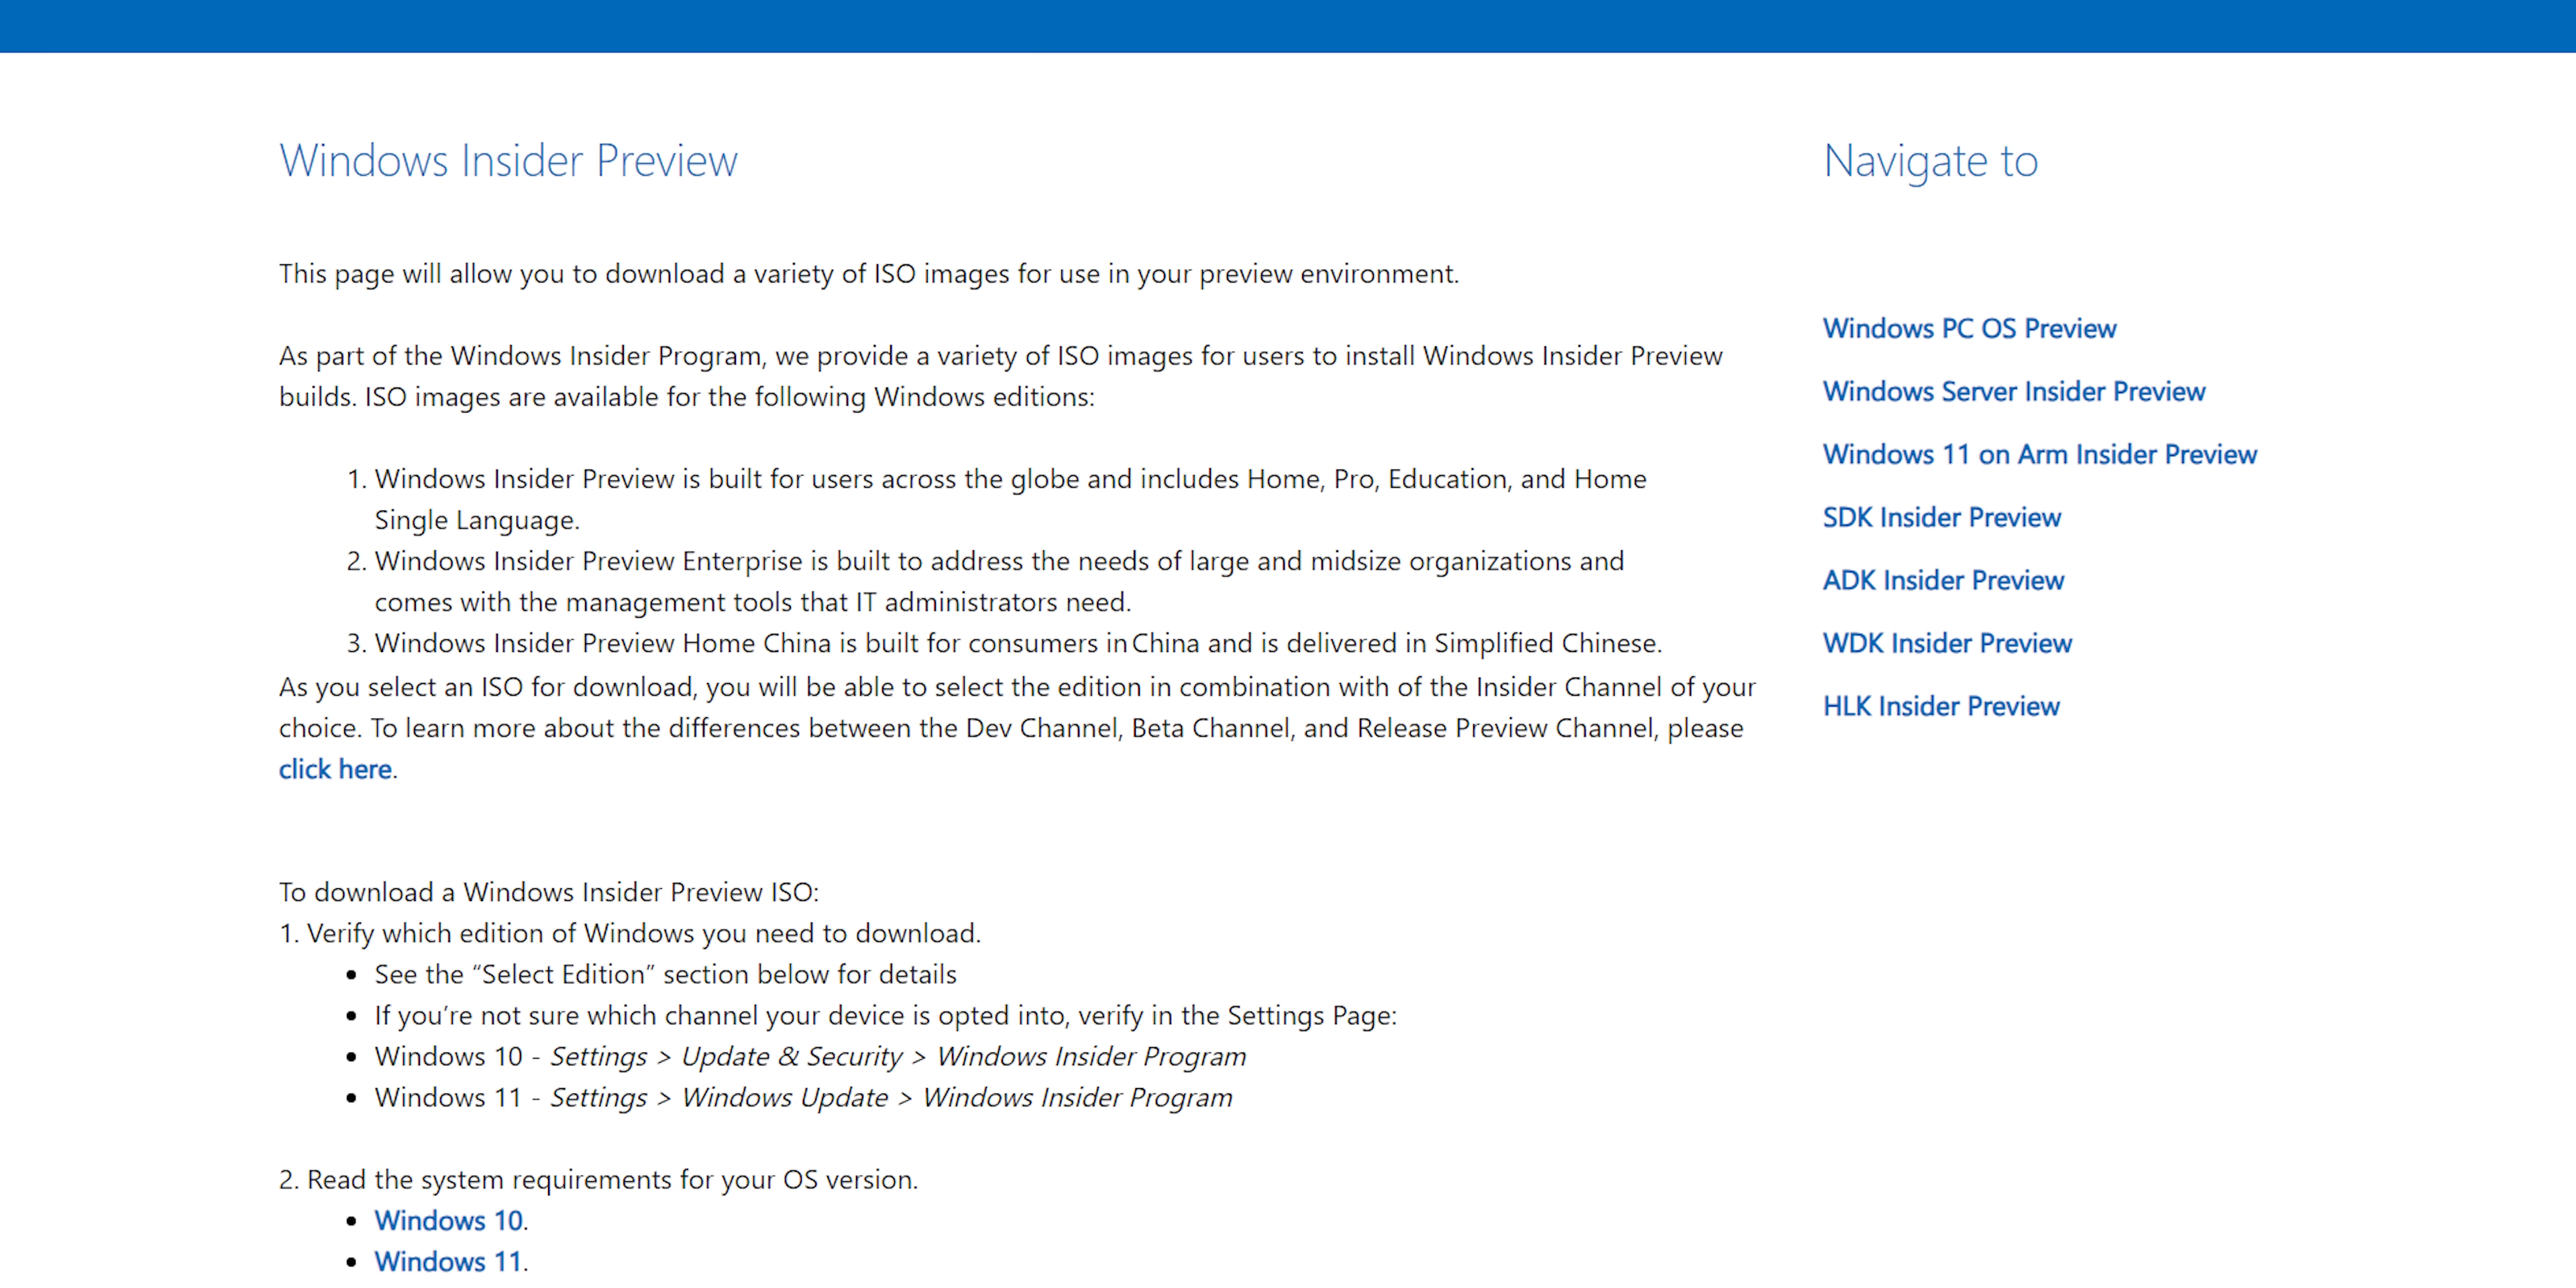 Windows Insider Preview
This page will allow you to download a variety of ISO images for use in your preview environment.
As part of the Windows Insider Program, we provide a variety of ISO images for users to install Windows Insider Preview
builds. ISO images are available for the following Windows editions:
1. Windows Insider Preview is built for users across the globe and includes Home, Pro, Education, and Home
Single Language.
2. Windows Insider Preview Enterprise is built to address the needs of large and midsize organizations and
comes with the management tools that IT administrators need.
3. Windows Insider Preview Home China is built for consumers in China and is delivered in Simplified Chinese.
As you select an ISO for download, you will be able to select the edition in combination with of the Insider Channel of your
choice. To learn more about the differences between the Dev Channel, Beta Channel, and Release Preview Channel, please
click here.
To download a Windows Insider Preview ISO:
1. Verify which edition of Windows you need to download.
• See the “Select Edition” section below for details
• If you’re not sure which channel your device is opted into, verify in the Settings Page:
• Windows 10 - Settings > Update & Security > Windows Insider Program
• Windows 11 - Settings > Windows Update > Windows Insider Program
2. Read the system requirements for your OS version.
• Windows 10.
• Windows 11.
Navigate to
Windows PC OS Preview
Windows Server Insider Preview
Windows 11 on Arm Insider Preview
SDK Insider Preview
ADK Insider Preview
WDK Insider Preview
HLK Insider Preview